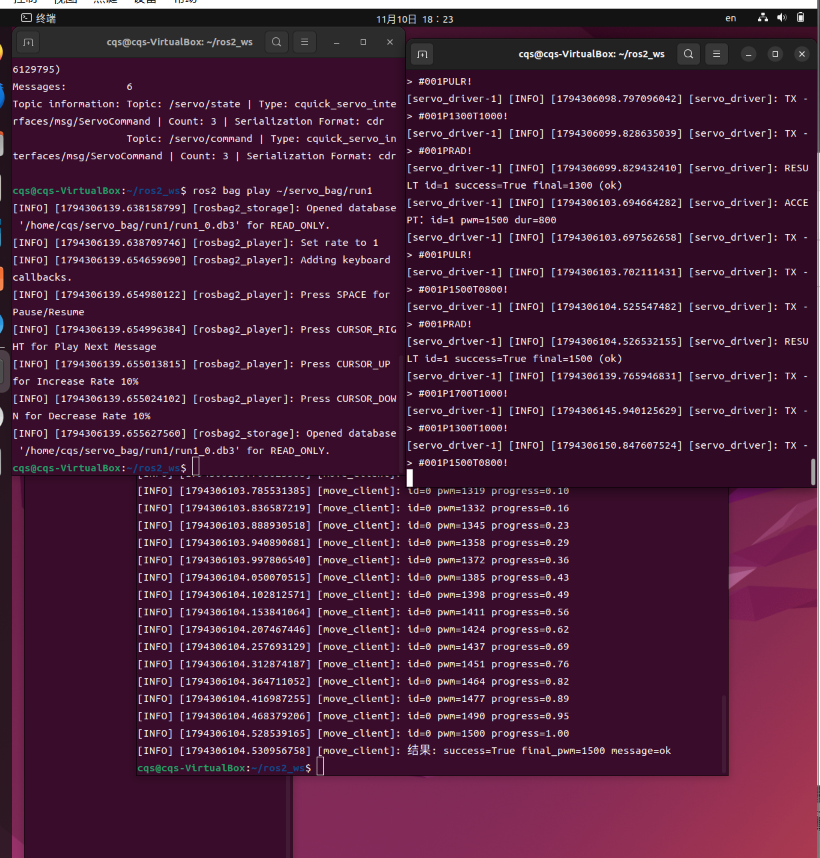 终端
11月10日 18：23
en
cqs@cqs-VirtualBox: ~/ros2_ws
6129795)
Messages:          6
Topic information: Topic: /servo/state | Type: cquick_servo_inte
rfaces/msg/ServoCommand | Count: 3 | Serialization Format: cdr
                   Topic: /servo/command | Type: cquick_servo_in
terfaces/msg/ServoCommand | Count: 3 | Serialization Format: cdr
cqs@cqs-VirtualBox:~/ros2_ws$ ros2 bag play ~/servo_bag/run1
[INFO] [1794306139.638158799] [rosbag2_storage]: Opened database
 '/home/cqs/servo_bag/run1/run1_0.db3' for READ_ONLY.
[INFO] [1794306139.638709746] [rosbag2_player]: Set rate to 1
[INFO] [1794306139.654659690] [rosbag2_player]: Adding keyboard
callbacks.
[INFO] [1794306139.654980122] [rosbag2_player]: Press SPACE for
Pause/Resume
[INFO] [1794306139.654996384] [rosbag2_player]: Press CURSOR_RIG
HT for Play Next Message
[INFO] [1794306139.655013815] [rosbag2_player]: Press CURSOR_UP
for Increase Rate 10%
[INFO] [1794306139.655024102] [rosbag2_player]: Press CURSOR_DOW
N for Decrease Rate 10%
[INFO] [1794306139.655627560] [rosbag2_storage]: Opened database
 '/home/cqs/servo_bag/run1/run1_0.db3' for READ_ONLY.
cqs@cqs-VirtualBox:~/ros2_ws$
cqs@cqs-VirtualBox: ~/ros2_ws
> #001PULR!
[servo_driver-1] [INFO] [1794306098.797096042] [servo_driver]: TX -
> #001P1300T1000!
[servo_driver-1] [INFO] [1794306099.828635039] [servo_driver]: TX -
> #001PRAD!
[servo_driver-1] [INFO] [1794306099.829432410] [servo_driver]: RESU
LT id=1 success=True final=1300 (ok)
[servo_driver-1] [INFO] [1794306103.694664282] [servo_driver]: ACCE
PT: id=1 pwm=1500 dur=800
[servo_driver-1] [INFO] [1794306103.697562658] [servo_driver]: TX -
> #001PULR!
[servo_driver-1] [INFO] [1794306103.702111431] [servo_driver]: TX -
> #001P1500T0800!
[servo_driver-1] [INFO] [1794306104.525547482] [servo_driver]: TX -
> #001PRAD!
[servo_driver-1] [INFO] [1794306104.526532155] [servo_driver]: RESU
LT id=1 success=True final=1500 (ok)
[servo_driver-1] [INFO] [1794306139.765946831] [servo_driver]: TX -
> #001P1700T1000!
[servo_driver-1] [INFO] [1794306145.940125629] [servo_driver]: TX -
> #001P1300T1000!
[servo_driver-1] [INFO] [1794306150.847607524] [servo_driver]: TX -
> #001P1500T0800!
[INFO] [1794306103.785531385] [move_client]: id=0 pwm=1319 progress=0.10
[INFO] [1794306103.836587219] [move_client]: id=0 pwm=1332 progress=0.16
[INFO] [1794306103.888930518] [move_client]: id=0 pwm=1345 progress=0.23
[INFO] [1794306103.940890681] [move_client]: id=0 pwm=1358 progress=0.29
[INFO] [1794306103.997806540] [move_client]: id=0 pwm=1372 progress=0.36
[INFO] [1794306104.050070515] [move_client]: id=0 pwm=1385 progress=0.43
[INFO] [1794306104.102812571] [move_client]: id=0 pwm=1398 progress=0.49
[INFO] [1794306104.153841064] [move_client]: id=0 pwm=1411 progress=0.56
[INFO] [1794306104.207467446] [move_client]: id=0 pwm=1424 progress=0.62
[INFO] [1794306104.257693129] [move_client]: id=0 pwm=1437 progress=0.69
[INFO] [1794306104.312874187] [move_client]: id=0 pwm=1451 progress=0.76
[INFO] [1794306104.364711052] [move_client]: id=0 pwm=1464 progress=0.82
[INFO] [1794306104.416987255] [move_client]: id=0 pwm=1477 progress=0.89
[INFO] [1794306104.468379206] [move_client]: id=0 pwm=1490 progress=0.95
[INFO] [1794306104.528539165] [move_client]: id=0 pwm=1500 progress=1.00
[INFO] [1794306104.530956758] [move_client]: 结果: success=True final_pwm=1500 message=ok
cqs@cqs-VirtualBox:~/ros2_ws$